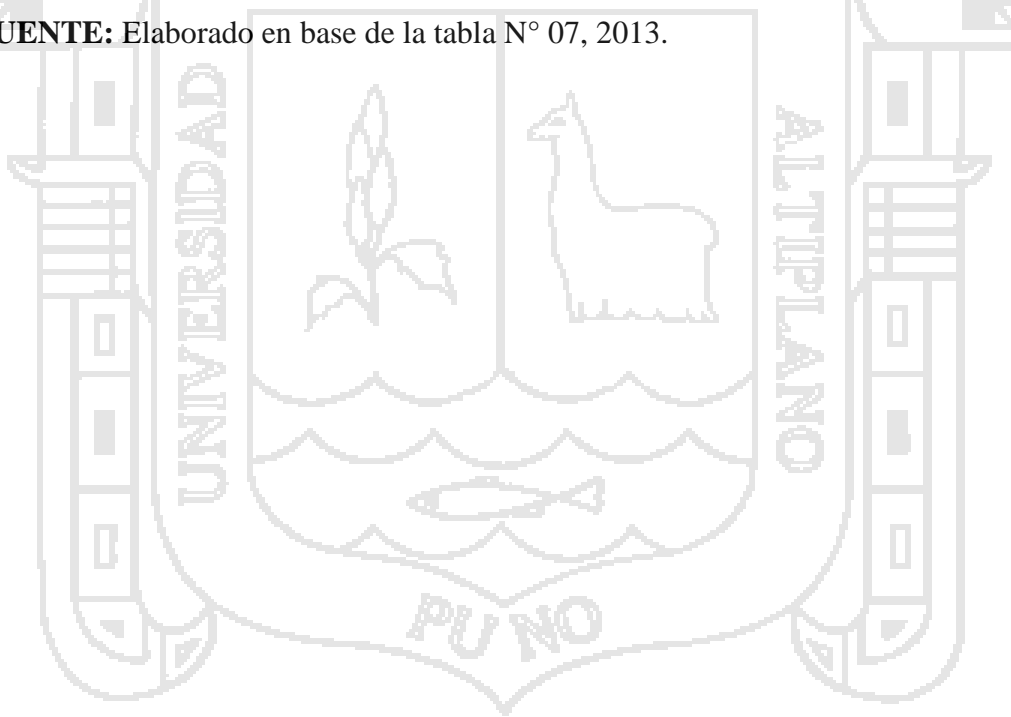 UENTE: Elaborado en base de la tabla N° 07, 2013.
UNIVERSIDAD
ALTIPLANO
PUNO